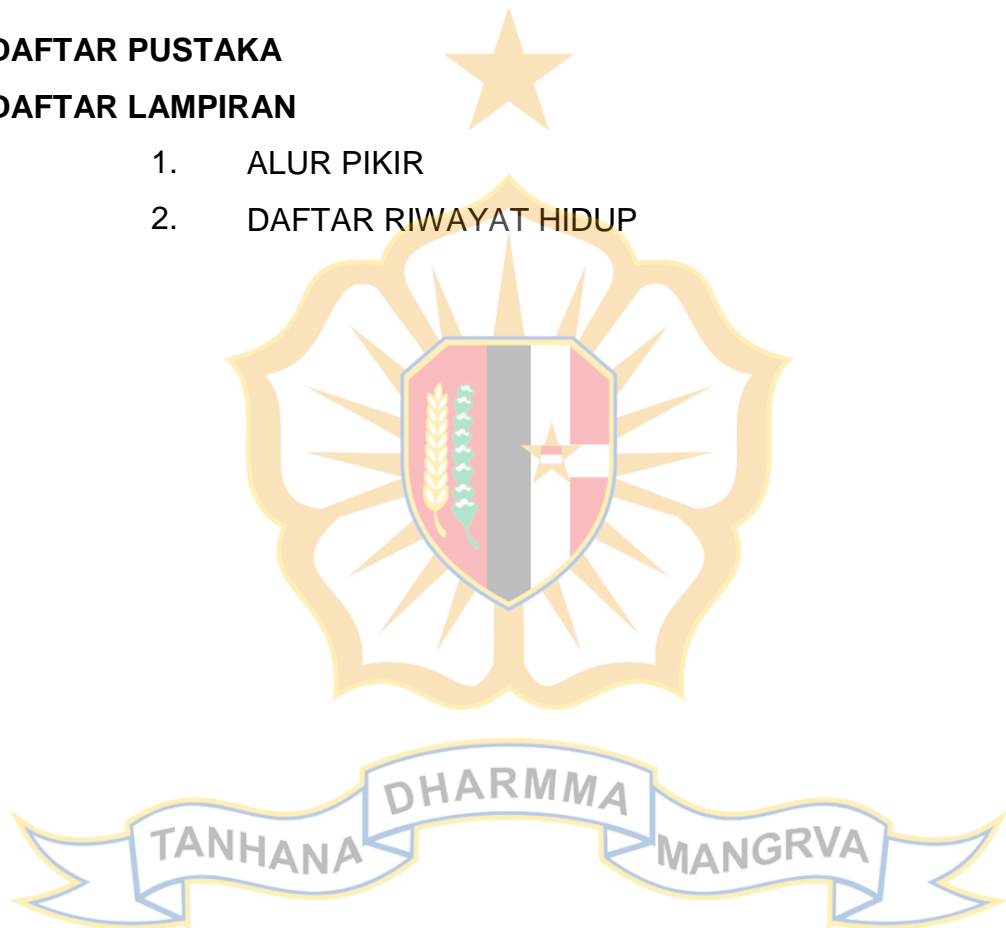 DAFTAR PUSTAKA
DAFTAR LAMPIRAN
1. ALUR PIKIR
2. DAFTAR RIWAYAT HIDUP
TANHANA DHARMMA MANGRVA